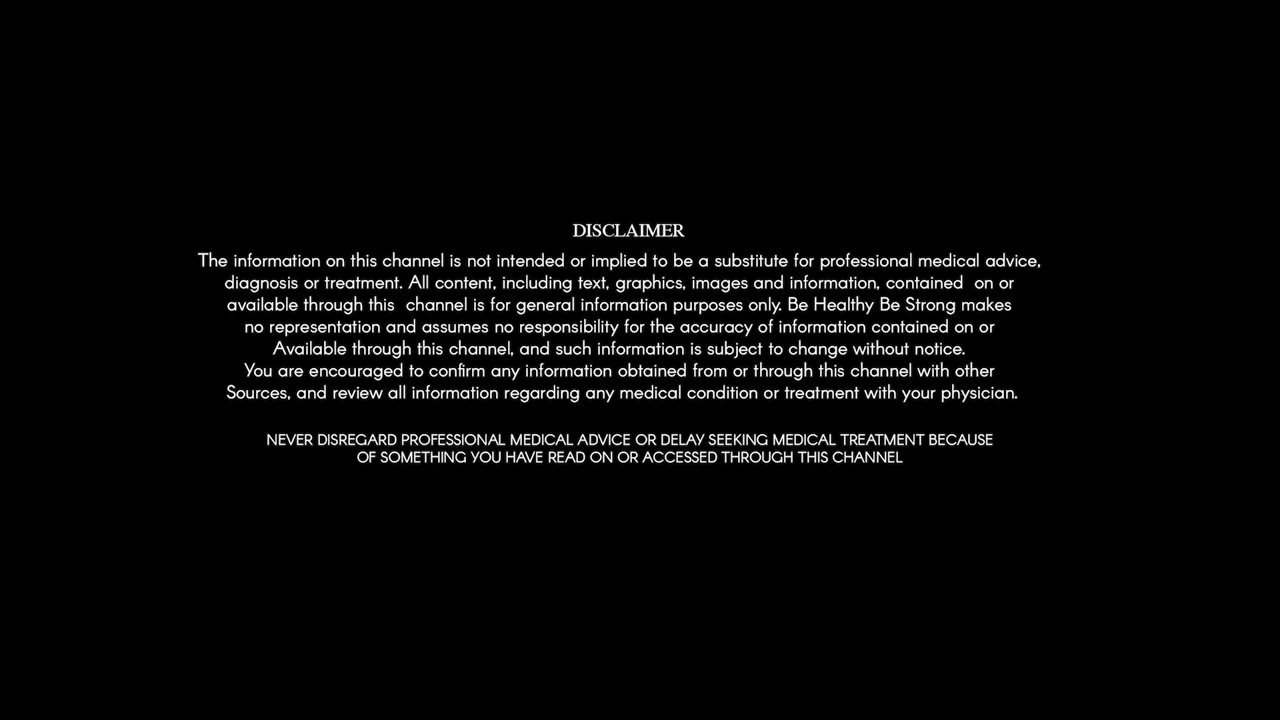 DISCLAIMER
The information on this channel is not intended or implied to be a substitute for professional medical advice,
diagnosis or treatment. All content, including text, graphics, images and information, contained  on or
available through this  channel is for general information purposes only. Be Healthy Be Strong makes
no representation and assumes no responsibility for the accuracy of information contained on or
Available through this channel, and such information is subject to change without notice.
You are encouraged to confirm any information obtained from or through this channel with other
Sources, and review all information regarding any medical condition or treatment with your physician.
NEVER DISREGARD PROFESSIONAL MEDICAL ADVICE OR DELAY SEEKING MEDICAL TREATMENT BECAUSE
OF SOMETHING YOU HAVE READ ON OR ACCESSED THROUGH THIS CHANNEL